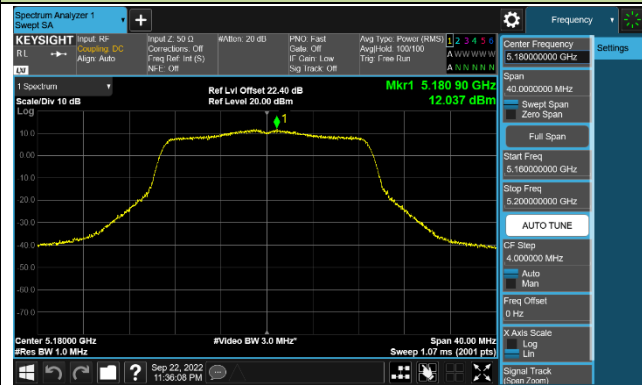 Spectrum Analyzer 1
Swept SA
Frequency
KEYSIGHT
RL
LXI
Input: RF
Coupling: DC
Align: Auto
Input Z: 50 Ω
Corrections: Off
Freq Ref: Int (S)
NFE: Off
#Atten: 20 dB
PNO: Fast
Gate: Off
IF Gain: Low
Sig Track: Off
Avg Type: Power (RMS)
Avg|Hold: 100/100
Trig: Free Run
1 2 3 4 5 6
A W W W W W
A N N N N N
Center Frequency
5.180000000 GHz
Settings
Span
40.0000000 MHz
Swept Span
Zero Span
Full Span
Start Freq
5.160000000 GHz
Stop Freq
5.200000000 GHz
AUTO TUNE
CF Step
4.000000 MHz
Auto
Man
Freq Offset
0 Hz
X Axis Scale
Log
Lin
Signal Track
(Span Zoom)
1 Spectrum
Scale/Div 10 dB
Log
Ref Lvl Offset 22.40 dB
Ref Level 20.00 dBm
Mkr1 5.180 90 GHz
12.037 dBm
1
10.0
0.00
-10.0
-20.0
-30.0
-40.0
-50.0
-60.0
-70.0
Center 5.18000 GHz
#Res BW 1.0 MHz
#Video BW 3.0 MHz*
Span 40.00 MHz
Sweep 1.07 ms (2001 pts)
?
Sep 22, 2022
11:36:08 PM